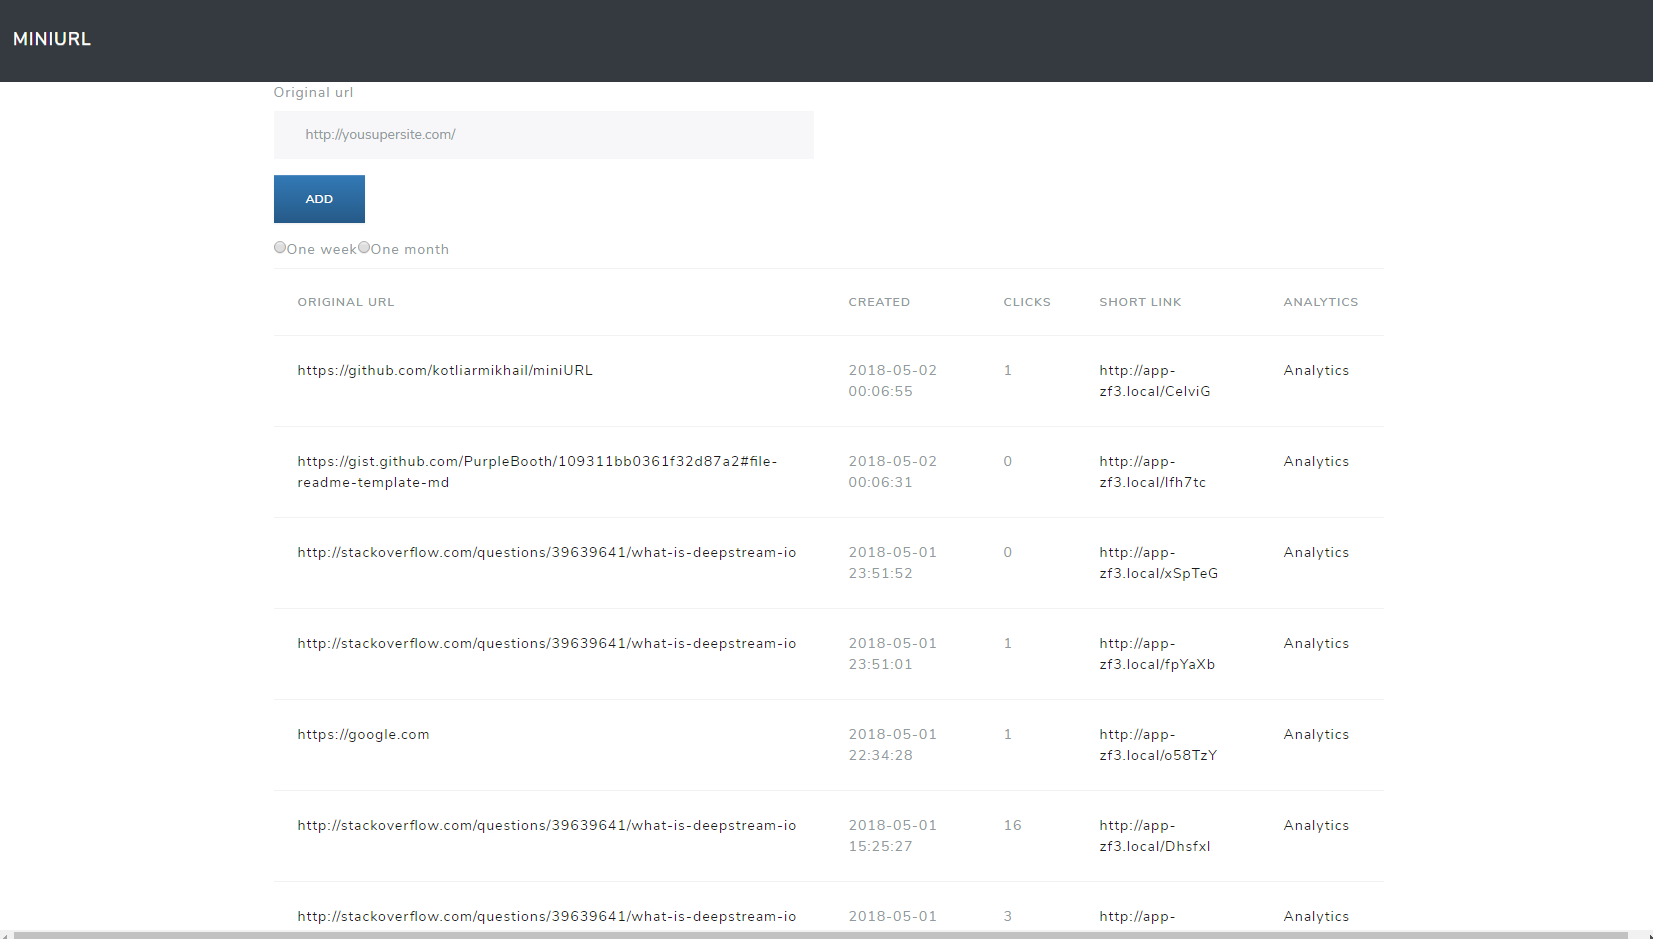 MINIURL
Original url
http://yousupersite.com/
ADD
One week One month
ORIGINAL URL CREATED CLICKS SHORT LINK ANALYTICS
https://github.com/kotliarmikhail/miniURL 2018-05-02 1 http://app- Analytics
00:06:55 zf3.local/CelviG
https://gist.github.com/PurpleBooth/109311bb0361f32d87a2#file- 2018-05-02 0 http://app- Analytics
readme-template-md 00:06:31 zf3.local/lfh7tc
http://stackoverflow.com/questions/39639641/what-is-deepstream-io 2018-05-01 0 http://app- Analytics
23:51:52 zf3.local/xSpTeG
http://stackoverflow.com/questions/39639641/what-is-deepstream-io 2018-05-01 1 http://app- Analytics
23:51:01 zf3.local/fpYaXb
https://google.com 2018-05-01 1 http://app- Analytics
22:34:28 zf3.local/o58TzY
http://stackoverflow.com/questions/39639641/what-is-deepstream-io 2018-05-01 16 http://app- Analytics
15:25:27 zf3.local/Dhsfxl
http://stackoverflow.com/questions/39639641/what-is-deepstream-io 2018-05-01 3 http://app- Analytics